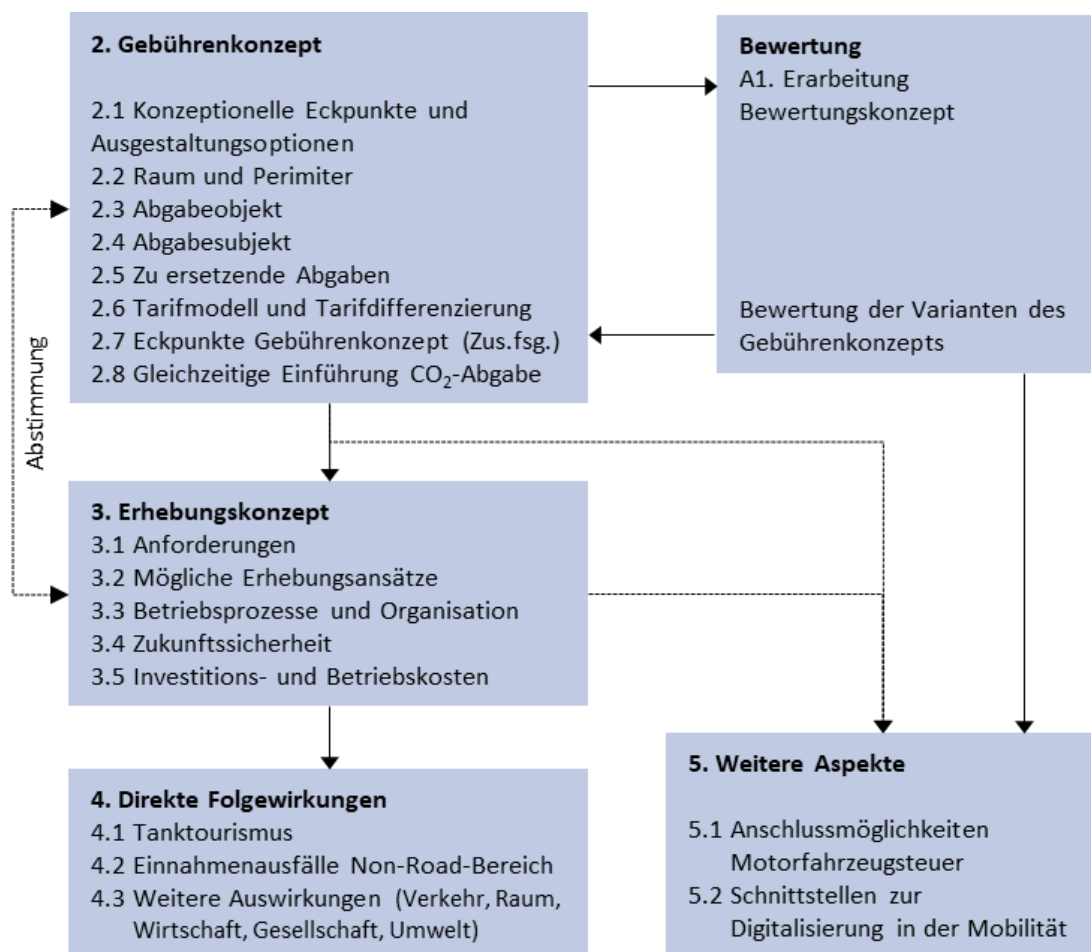 2. Gebührenkonzept
2.1 Konzeptionelle Eckpunkte und
Ausgestaltungsoptionen
2.2 Raum und Perimiter
2.3 Abgabeobjekt
2.4 Abgabesubjekt
2.5 Zu ersetzende Abgaben
2.6 Tarifmodell und Tarifdifferenzierung
2.7 Eckpunkte Gebührenkonzept (Zus.fsg.)
2.8 Gleichzeitige Einführung CO₂-Abgabe
Bewertung
A1. Erarbeitung
Bewertungskonzept
Bewertung der Varianten des
Gebührenkonzepts
Abstimmung
3. Erhebungskonzept
3.1 Anforderungen
3.2 Mögliche Erhebungsansätze
3.3 Betriebsprozesse und Organisation
3.4 Zukunftssicherheit
3.5 Investitions- und Betriebskosten
4. Direkte Folgewirkungen
4.1 Tanktourismus
4.2 Einnahmenausfälle Non-Road-Bereich
4.3 Weitere Auswirkungen (Verkehr, Raum,
Wirtschaft, Gesellschaft, Umwelt)
5. Weitere Aspekte
5.1 Anschlussmöglichkeiten
Motorfahrzeugsteuer
5.2 Schnittstellen zur
Digitalisierung in der Mobilität